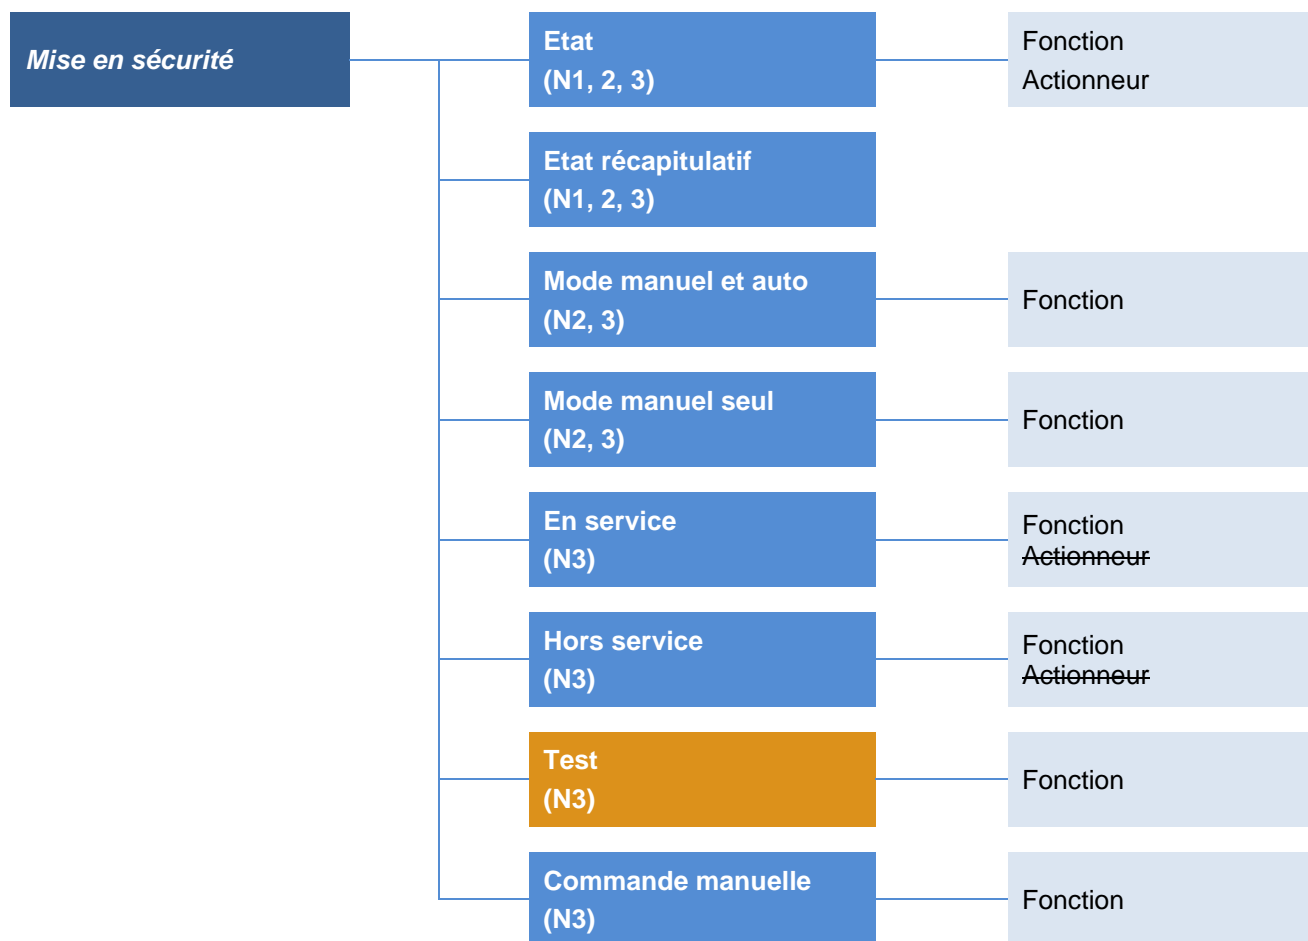 Mise en sécurité
Etat
(N1, 2, 3)
Fonction
Actionneur
Etat récapitulatif
(N1, 2, 3)
Mode manuel et auto
(N2, 3)
Fonction
Mode manuel seul
(N2, 3)
Fonction
En service
(N3)
Fonction
Actionneur
Hors service
(N3)
Fonction
Actionneur
Test
(N3)
Fonction
Commande manuelle
(N3)
Fonction